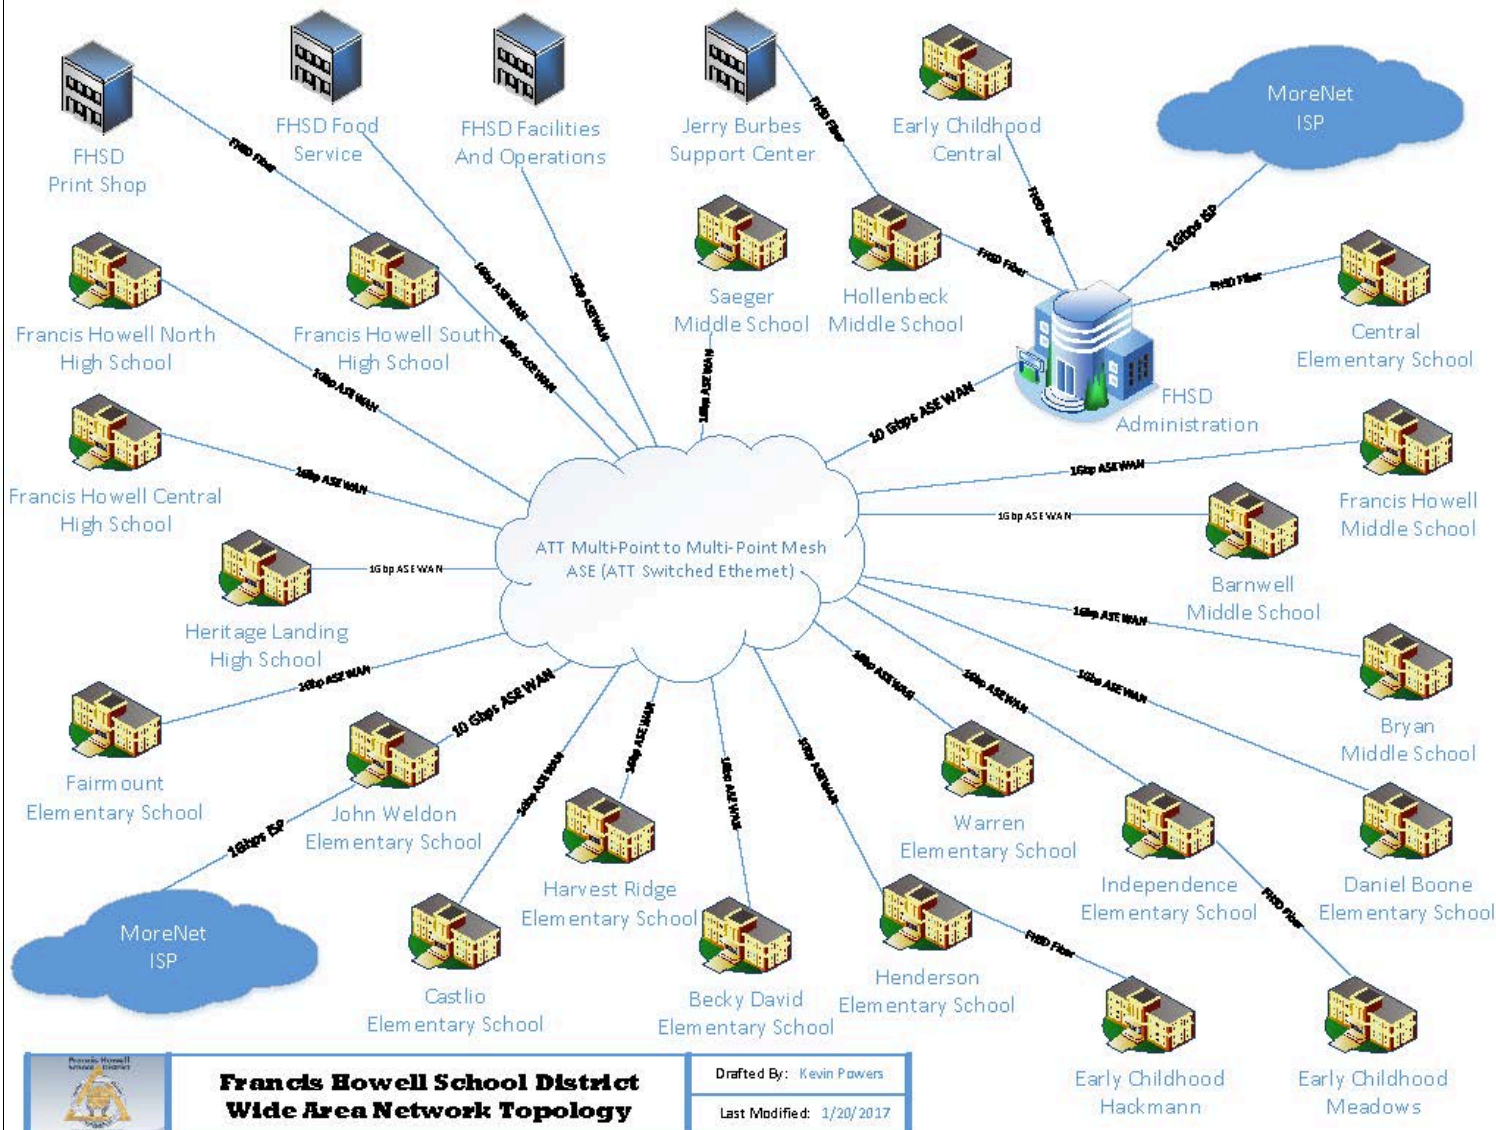 FHSD
Print Shop
FHSD Food
Service
FHSD Facilities
And Operations
Jerry Burbes
Support Center
Early Childhood
Central
MoreNet
ISP
FHSD Fiber
FHSD Fiber
FHSD Fiber
1Gbps ISP
Francis Howell North
High School
Francis Howell South
High School
1Gbp ASE WAN
1Gbp ASE WAN
1Gbp ASE WAN
Saeger
Middle School
Hollenbeck
Middle School
FHSD Fiber
FHSD Fiber
Central
Elementary School
1Gbp ASE WAN
1Gbp ASE WAN
10 Gbps ASE WAN
FHSD
Administration
Francis Howell Central
High School
1Gbp ASE WAN
1Gbp ASE WAN
Francis Howell
Middle School
1Gbp ASE WAN
Barnwell
Middle School
ATT Multi-Point to Multi-Point Mesh
ASE (ATT Switched Ethernet)
1Gbp ASE WAN
Heritage Landing
High School
1Gbp ASE WAN
Bryan
Middle School
1Gbp ASE WAN
10 Gbps ASE WAN
1Gbp ASE WAN
1Gbp ASE WAN
1Gbp ASE WAN
1Gbp ASE WAN
1Gbp ASE WAN
1Gbp ASE WAN
1Gbp ASE WAN
Fairmount
Elementary School
John Weldon
Elementary School
1Gbps ISP
Warren
Elementary School
Harvest Ridge
Elementary School
Independence
Elementary School
Daniel Boone
Elementary School
FHSD Fiber
MoreNet
ISP
Castlio
Elementary School
Becky David
Elementary School
Henderson
Elementary School
FHSD Fiber
Early Childhood
Hackmann
Early Childhood
Meadows
Francis Howell
School District
Francis Howell School District
Wide Area Network Topology
Drafted By: Kevin Powers
Last Modified: 1/20/2017